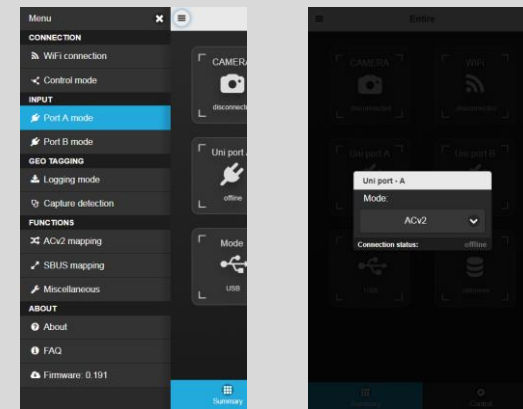 Menu
CONNECTION
WiFi connection
Control mode
INPUT
Port A mode
Port B mode
GEO TAGGING
Logging mode
Capture detection
FUNCTIONS
ACv2 mapping
SBUS mapping
Miscellaneous
ABOUT
About
FAQ
Firmware: 0.191
CAMERA
disconnecte
Uni port
offline
Mode
USB
Summary
Entire
CAMERA
WiFi
disconnected
disconnected
Uni port A
Uni port B
Uni port - A
Mode:
ACv2
Connection status:
offline
USB
Summary
Control